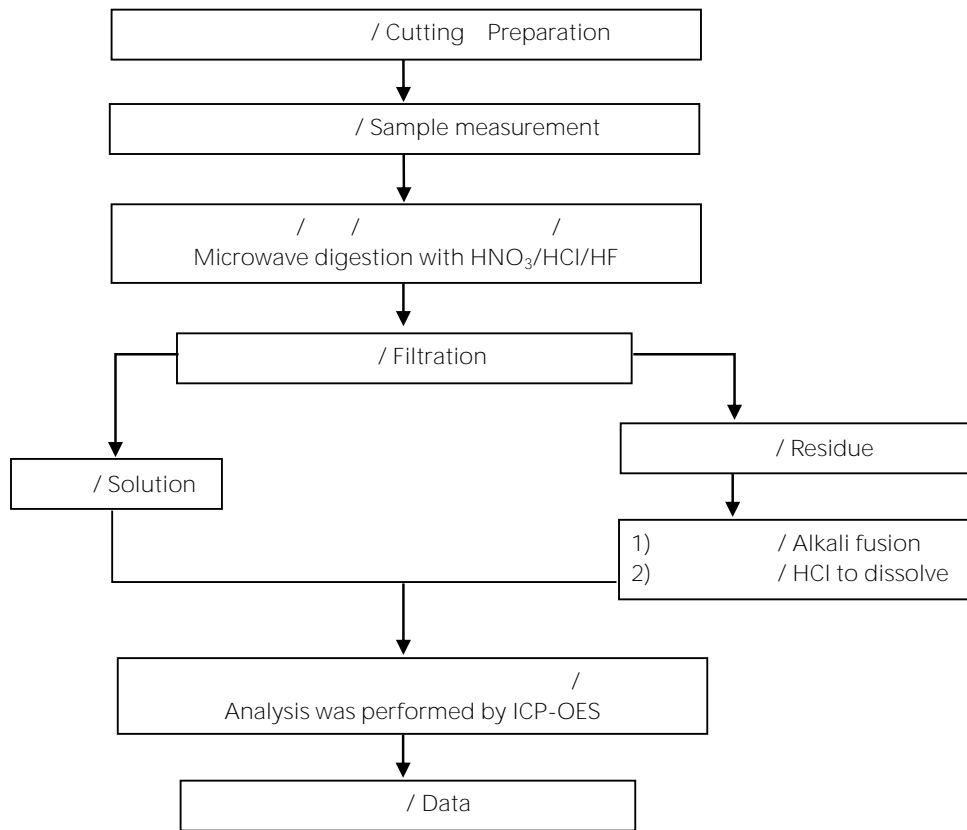 / Cutting Preparation
/ Sample measurement
/ / /
Microwave digestion with HNO₃/HCl/HF
/ Filtration
/ Residue
/ Solution
1) / Alkali fusion
2) / HCl to dissolve
/
Analysis was performed by ICP-OES
/ Data